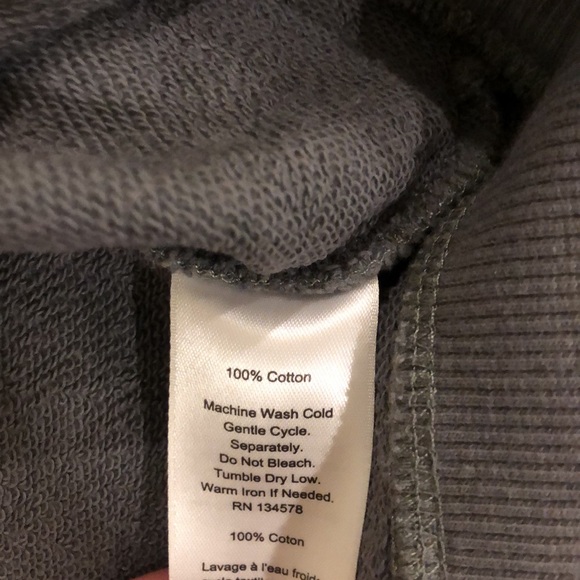 100% Cotton
Machine Wash Cold
Gentle Cycle.
Separately.
Do Not Bleach.
Tumble Dry Low.
Warm Iron If Needed.
RN 134578
100% Coton
Lavage à l'eau froid